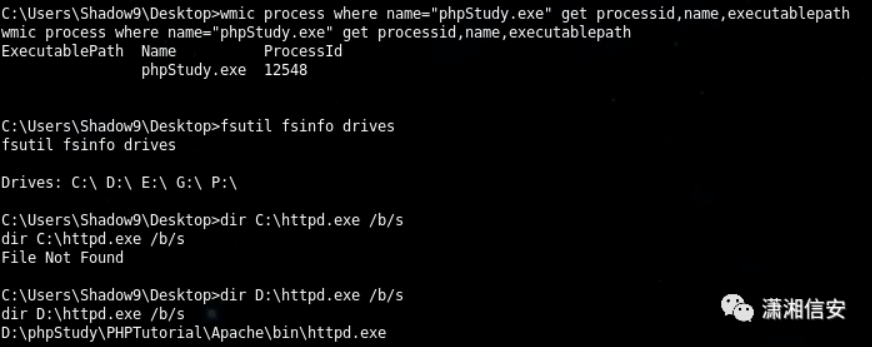 C:\Users\Shadow9\Desktop>wmic process where name="phpStudy.exe" get processid,name,executablepath
wmic process where name="phpStudy.exe" get processid,name,executablepath
ExecutablePath  Name          ProcessId
                phpStudy.exe  12548
C:\Users\Shadow9\Desktop>fsutil fsinfo drives
fsutil fsinfo drives
Drives: C:\ D:\ E:\ G:\ P:\
C:\Users\Shadow9\Desktop>dir C:\httpd.exe /b/s
dir C:\httpd.exe /b/s
File Not Found
C:\Users\Shadow9\Desktop>dir D:\httpd.exe /b/s
dir D:\httpd.exe /b/s
D:\phpStudy\PHPTutorial\Apache\bin\httpd.exe
潇湘信安